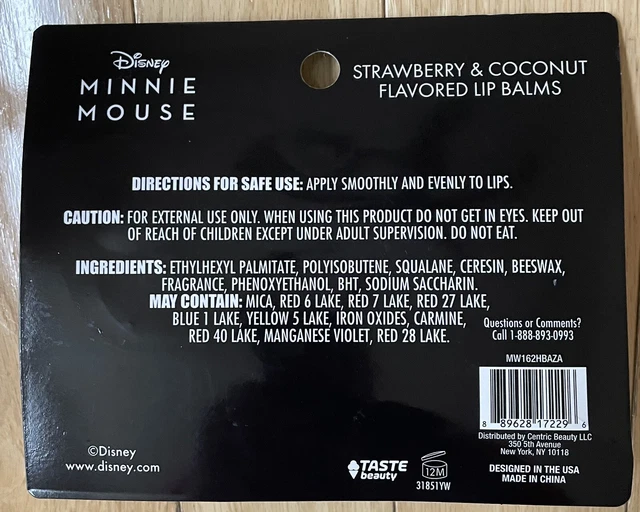 Disney
MINNIE
MOUSE
STRAWBERRY & COCONUT
FLAVORED LIP BALMS
DIRECTIONS FOR SAFE USE: APPLY SMOOTHLY AND EVENLY TO LIPS.
CAUTION: FOR EXTERNAL USE ONLY. WHEN USING THIS PRODUCT DO NOT GET IN EYES. KEEP OUT
OF REACH OF CHILDREN EXCEPT UNDER ADULT SUPERVISION. DO NOT EAT.
INGREDIENTS: ETHYLHEXYL PALMITATE, POLYISOBUTENE, SQUALANE, CERESIN, BEESWAX,
FRAGRANCE, PHENOXYETHANOL, BHT, SODIUM SACCHARIN.
MAY CONTAIN: MICA, RED 6 LAKE, RED 7 LAKE, RED 27 LAKE,
BLUE 1 LAKE, YELLOW 5 LAKE, IRON OXIDES, CARMINE,
RED 40 LAKE, MANGANESE VIOLET, RED 28 LAKE.
Questions or Comments?
Call 1-888-893-0993
MW162HBAZA
8 89628 17229 6
Distributed by Centric Beauty LLC
350 5th Avenue
New York, NY 10118
DESIGNED IN THE USA
MADE IN CHINA
©Disney
www.disney.com
TASTE
beauty
12M
31851YW